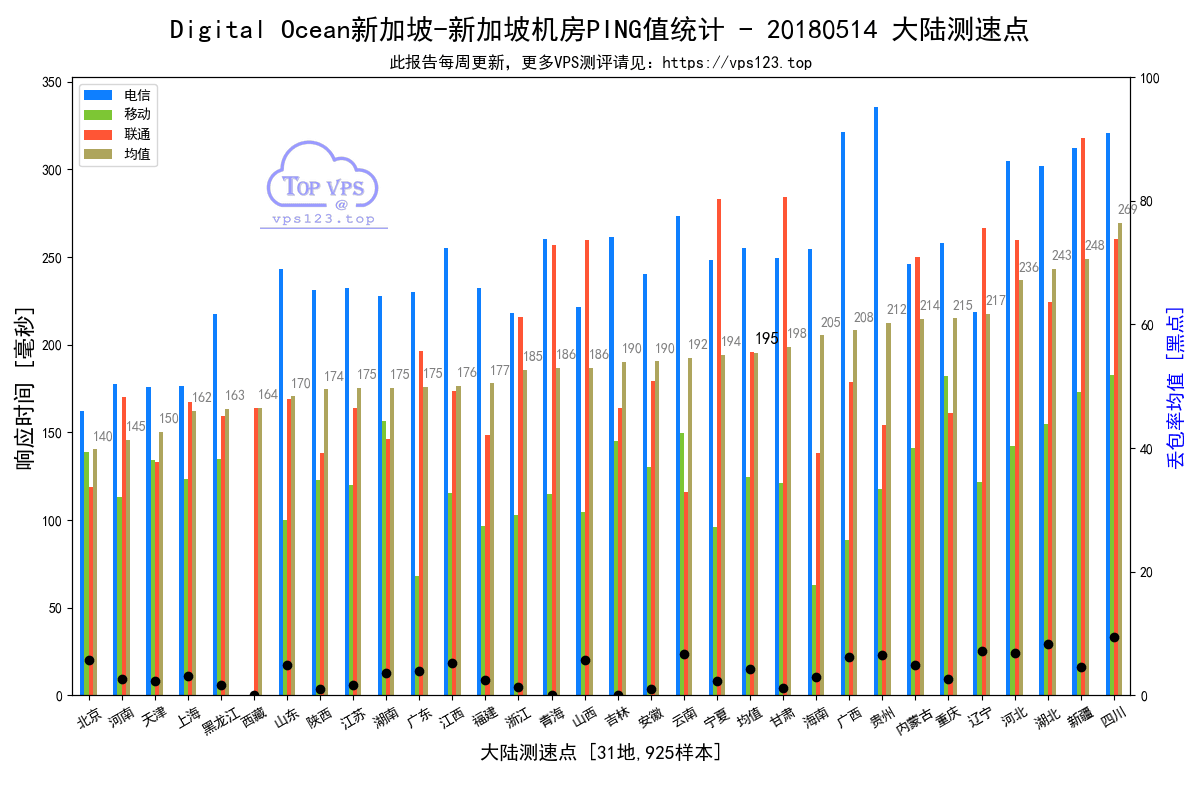 Digital Ocean新加坡-新加坡机房PING值统计 - 20180514 大陆测速点
此报告每周更新，更多VPS测评请见：https://vps123.top
电信
移动
联通
均值
TOP VPS
@
vps123.top
响应时间 [毫秒]
350
300
250
200
150
100
50
0
100
80
60
40
20
0
丢包率均值 [黑点]
140 145 150 162 163 164 170 174 175 175 175 176 177 185 186 186 190 190 192 194 195 198 205 208 212 214 215 217 236 243 248 269
北京 河南 天津 上海 黑龙江 西藏 山东 陕西 江苏 湖南 广东 江西 福建 浙江 青海 山西 吉林 安徽 云南 宁夏 均值 甘肃 海南 广西 贵州 内蒙古 重庆 辽宁 河北 湖北 新疆 四川
大陆测速点 [31地,925样本]